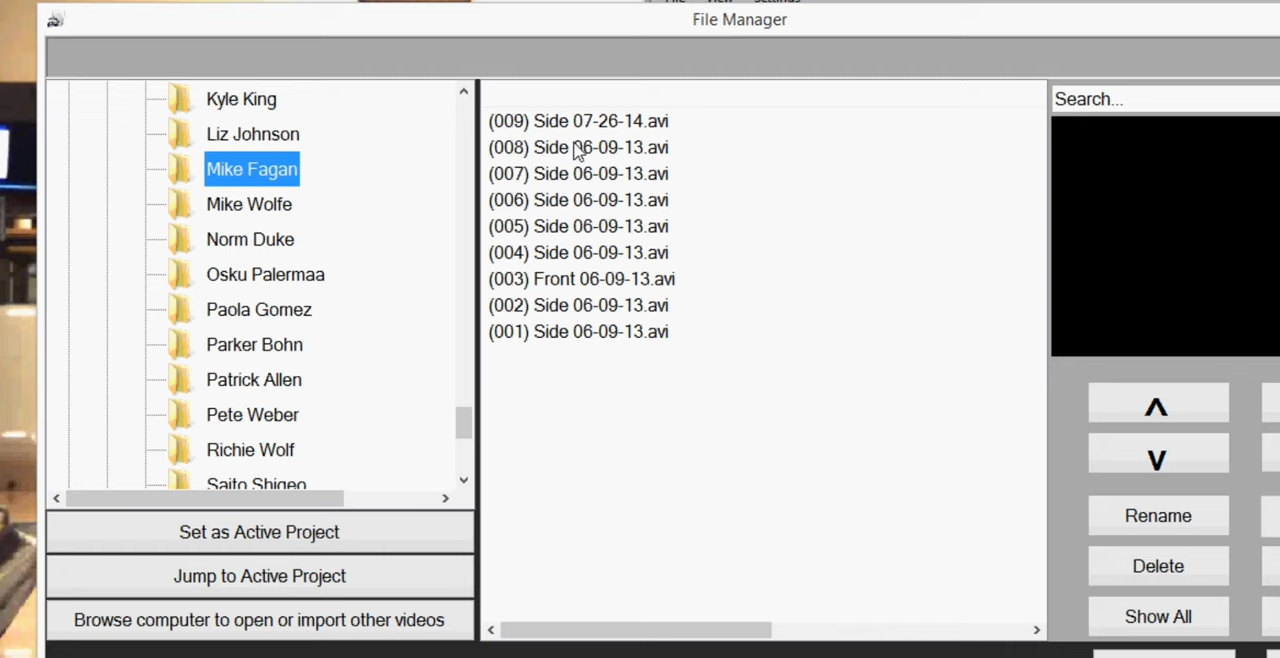 File Manager
Kyle King
Liz Johnson
Mike Fagan
Mike Wolfe
Norm Duke
Osku Palermaa
Paola Gomez
Parker Bohn
Patrick Allen
Pete Weber
Richie Wolf
Saito Shigeo
Set as Active Project
Jump to Active Project
Browse computer to open or import other videos
(009) Side 07-26-14.avi
(008) Side 06-09-13.avi
(007) Side 06-09-13.avi
(006) Side 06-09-13.avi
(005) Side 06-09-13.avi
(004) Side 06-09-13.avi
(003) Front 06-09-13.avi
(002) Side 06-09-13.avi
(001) Side 06-09-13.avi
Search...
Rename
Delete
Show All